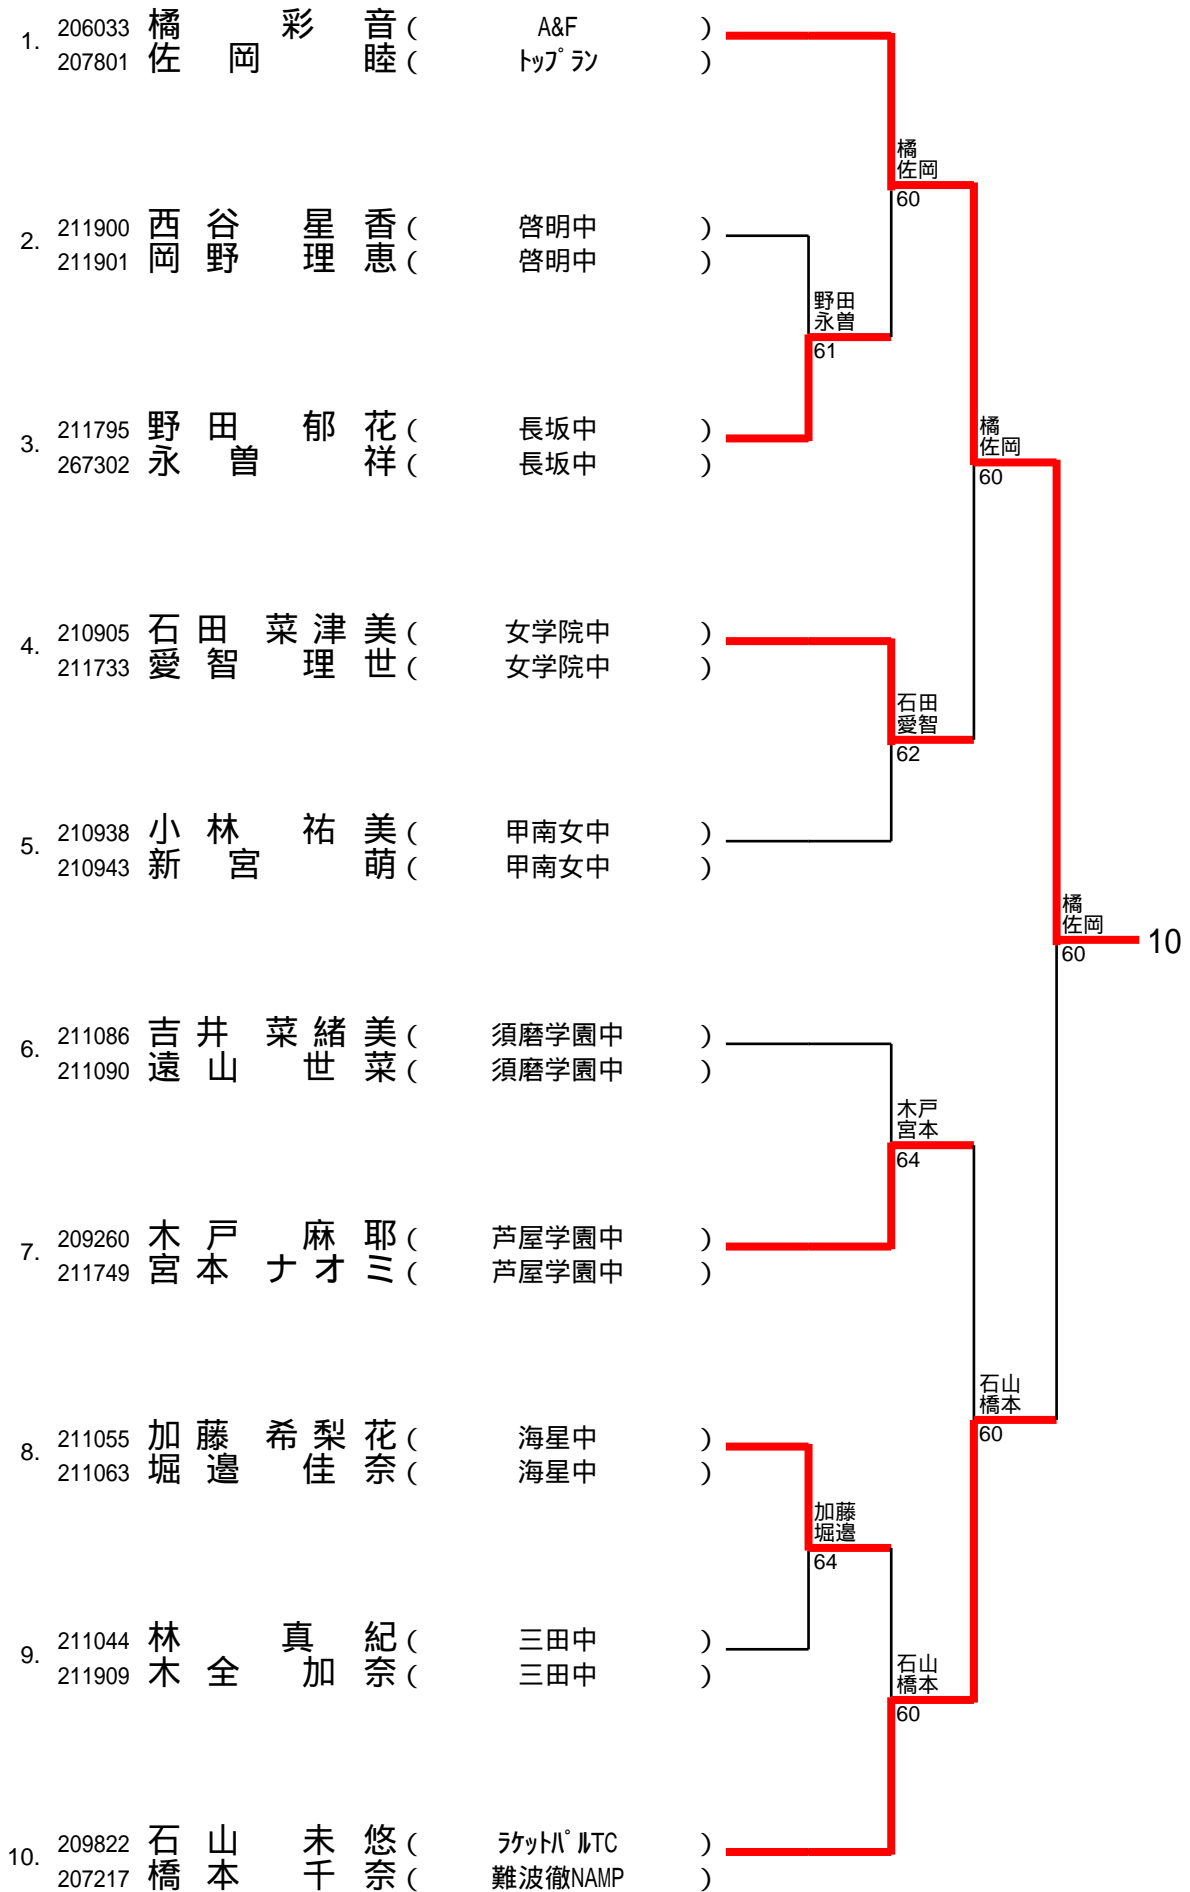 1. 206033 橘 彩 音 ( A&F )
207801 佐 岡 睦 ( トップラン )
橘
佐岡
60
2. 211900 西 谷 星 香 ( 啓明中 )
211901 岡 野 理 恵 ( 啓明中 )
野田
永曽
61
3. 211795 野 田 郁 花 ( 長坂中 )
267302 永 曽 祥 ( 長坂中 )
橘
佐岡
60
4. 210905 石 田 菜 津 美 ( 女学院中 )
211733 愛 智 理 世 ( 女学院中 )
石田
愛智
62
5. 210938 小 林 祐 美 ( 甲南女中 )
210943 新 宮 萌 ( 甲南女中 )
橘
佐岡
60
10
6. 211086 吉 井 菜 緒 美 ( 須磨学園中 )
211090 遠 山 世 菜 ( 須磨学園中 )
木戸
宮本
64
7. 209260 木 戸 麻 耶 ( 芦屋学園中 )
211749 宮 本 ナ オ ミ ( 芦屋学園中 )
石山
橋本
60
8. 211055 加 藤 希 梨 花 ( 海星中 )
211063 堀 邉 佳 奈 ( 海星中 )
加藤
堀邉
64
9. 211044 林 真 紀 ( 三田中 )
211909 木 全 加 奈 ( 三田中 )
石山
橋本
60
10. 209822 石 山 未 悠 ( ラケットパルTC )
207217 橋 本 千 奈 ( 難波徹NAMP )